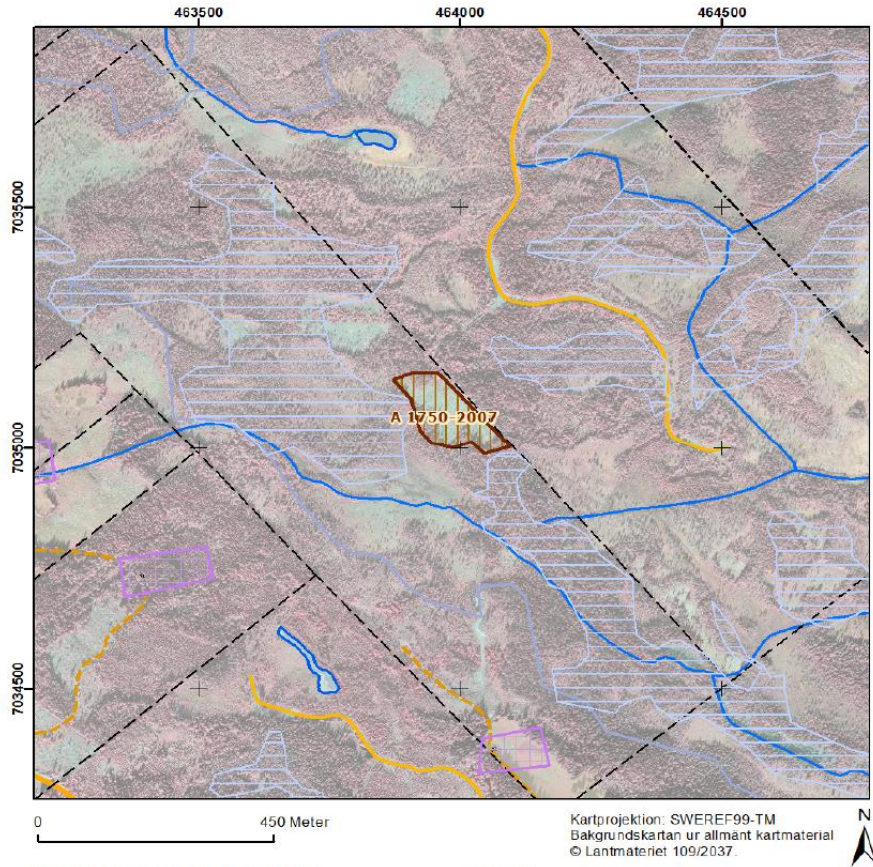 463500 464000 464500
7035500
A 1750-2007
7035000
7034500
0 450 Meter
Kartprojektion: SWEREF99-TM
Bakgrundskartan ur allmänt kartmaterial
© Lantmäteriet 109/2037.
N